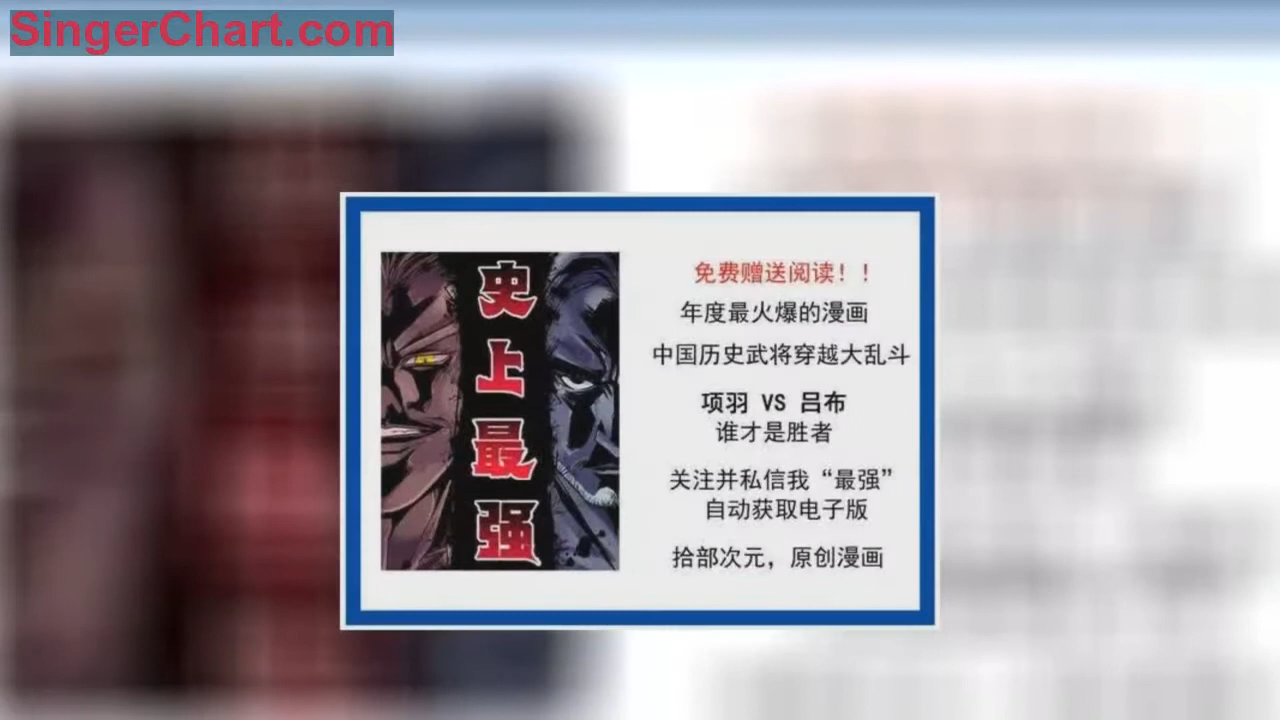 SingerChart.com
史
上
最
强
免费赠送阅读！！
年度最火爆的漫画
中国历史武将穿越大乱斗
项羽 VS 吕布
谁才是胜者
关注并私信我“最强”
自动获取电子版
拾部次元，原创漫画